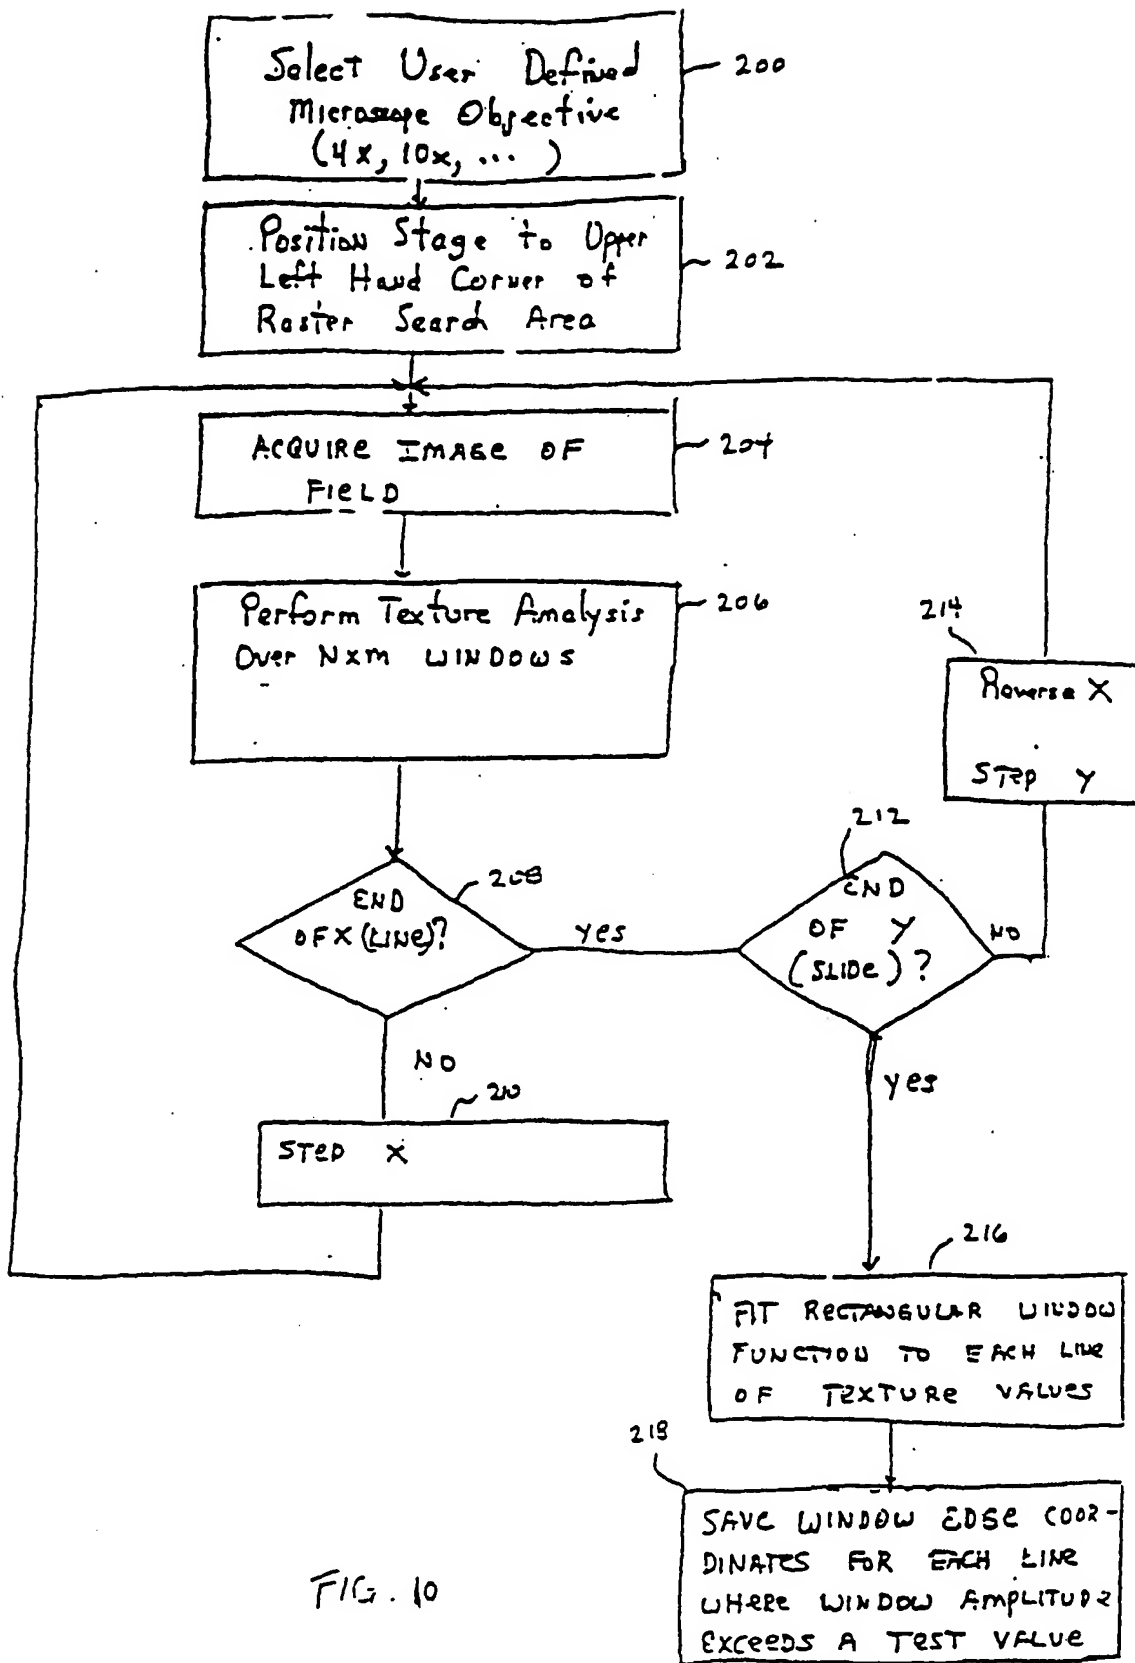 Select User Defined
Microscope Objective
(4x, 10x, ... )
200
Position Stage to Upper
Left Hand Corner of
Raster Search Area
202
ACQUIRE IMAGE OF
FIELD
204
Perform Texture Analysis
Over NxM WINDOWS
206
END
OF X (LINE)?
208
yes
NO
210
STEP X
212
END
OF Y
(SLIDE)?
NO
yes
214
Reverse X
STEP Y
216
FIT RECTANGULAR WINDOW
FUNCTION TO EACH LINE
OF TEXTURE VALUES
218
SAVE WINDOW EDGE COOR-
DINATES FOR EACH LINE
WHERE WINDOW AMPLITUDE
EXCEEDS A TEST VALUE
FIG. 10